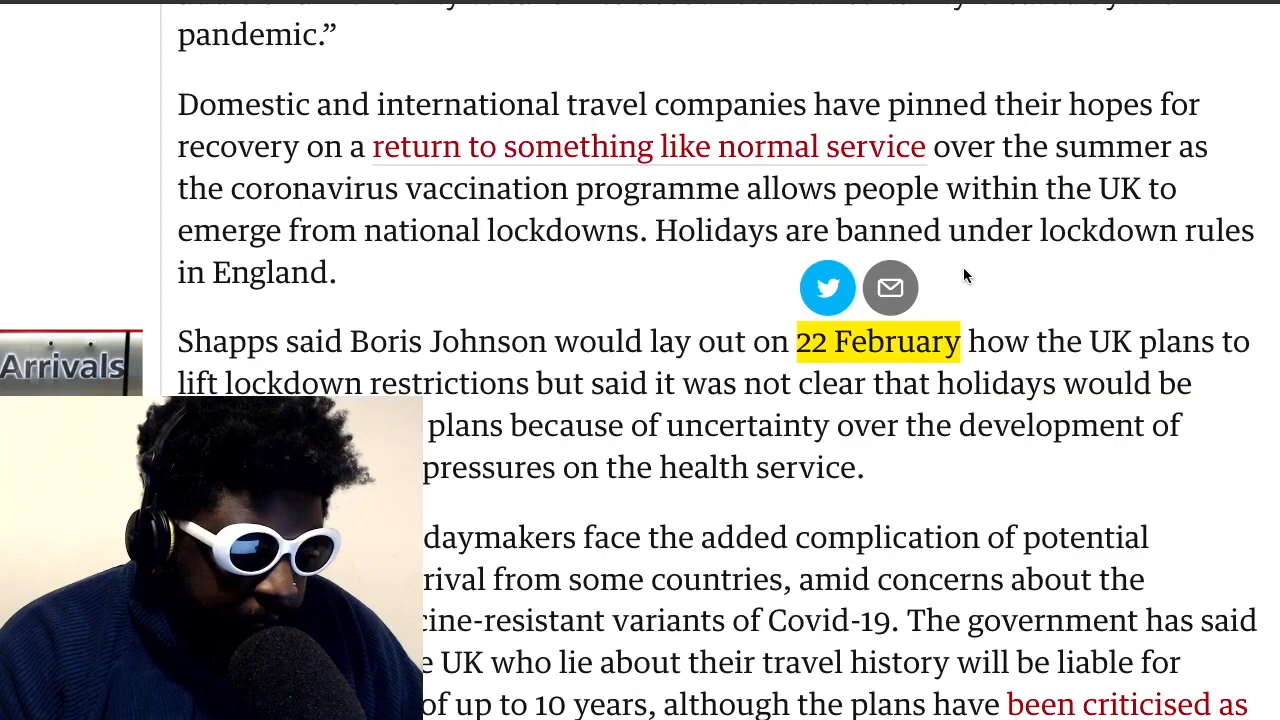 pandemic.”
Domestic and international travel companies have pinned their hopes for
recovery on a return to something like normal service over the summer as
the coronavirus vaccination programme allows people within the UK to
emerge from national lockdowns. Holidays are banned under lockdown rules
in England.
Shapps said Boris Johnson would lay out on 22 February how the UK plans to
lift lockdown restrictions but said it was not clear that holidays would be
plans because of uncertainty over the development of
pressures on the health service.
daymakers face the added complication of potential
rival from some countries, amid concerns about the
cine-resistant variants of Covid-19. The government has said
e UK who lie about their travel history will be liable for
of up to 10 years, although the plans have been criticised as
Arrivals